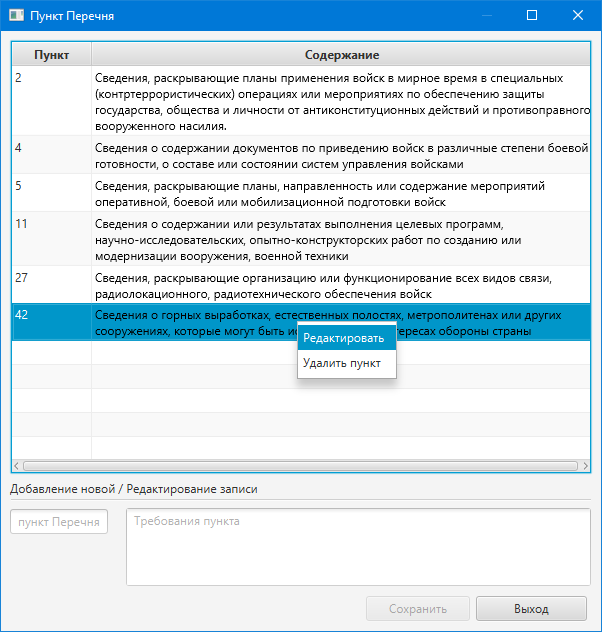 Пункт Перечня
Пункт Содержание
2 Сведения, раскрывающие планы применения войск в мирное время в специальных
(контртеррористических) операциях или мероприятиях по обеспечению защиты
государства, общества и личности от антиконституционных действий и противоправного
вооруженного насилия.
4 Сведения о содержании документов по приведению войск в различные степени боевой
готовности, о составе или состоянии систем управления войсками
5 Сведения, раскрывающие планы, направленность или содержание мероприятий
оперативной, боевой или мобилизационной подготовки войск
11 Сведения о содержании или результатах выполнения целевых программ,
научно-исследовательских, опытно-конструкторских работ по созданию или
модернизации вооружения, военной техники
27 Сведения, раскрывающие организацию или функционирование всех видов связи,
радиолокационного, радиотехнического обеспечения войск
42 Сведения о горных выработках, естественных полостях, метрополитенах или других
сооружениях, которые могут быть обороны страны
Редактировать
Удалить пункт
Добавление новой / Редактирование записи
пункт Перечня Требования пункта
Сохранить Выход